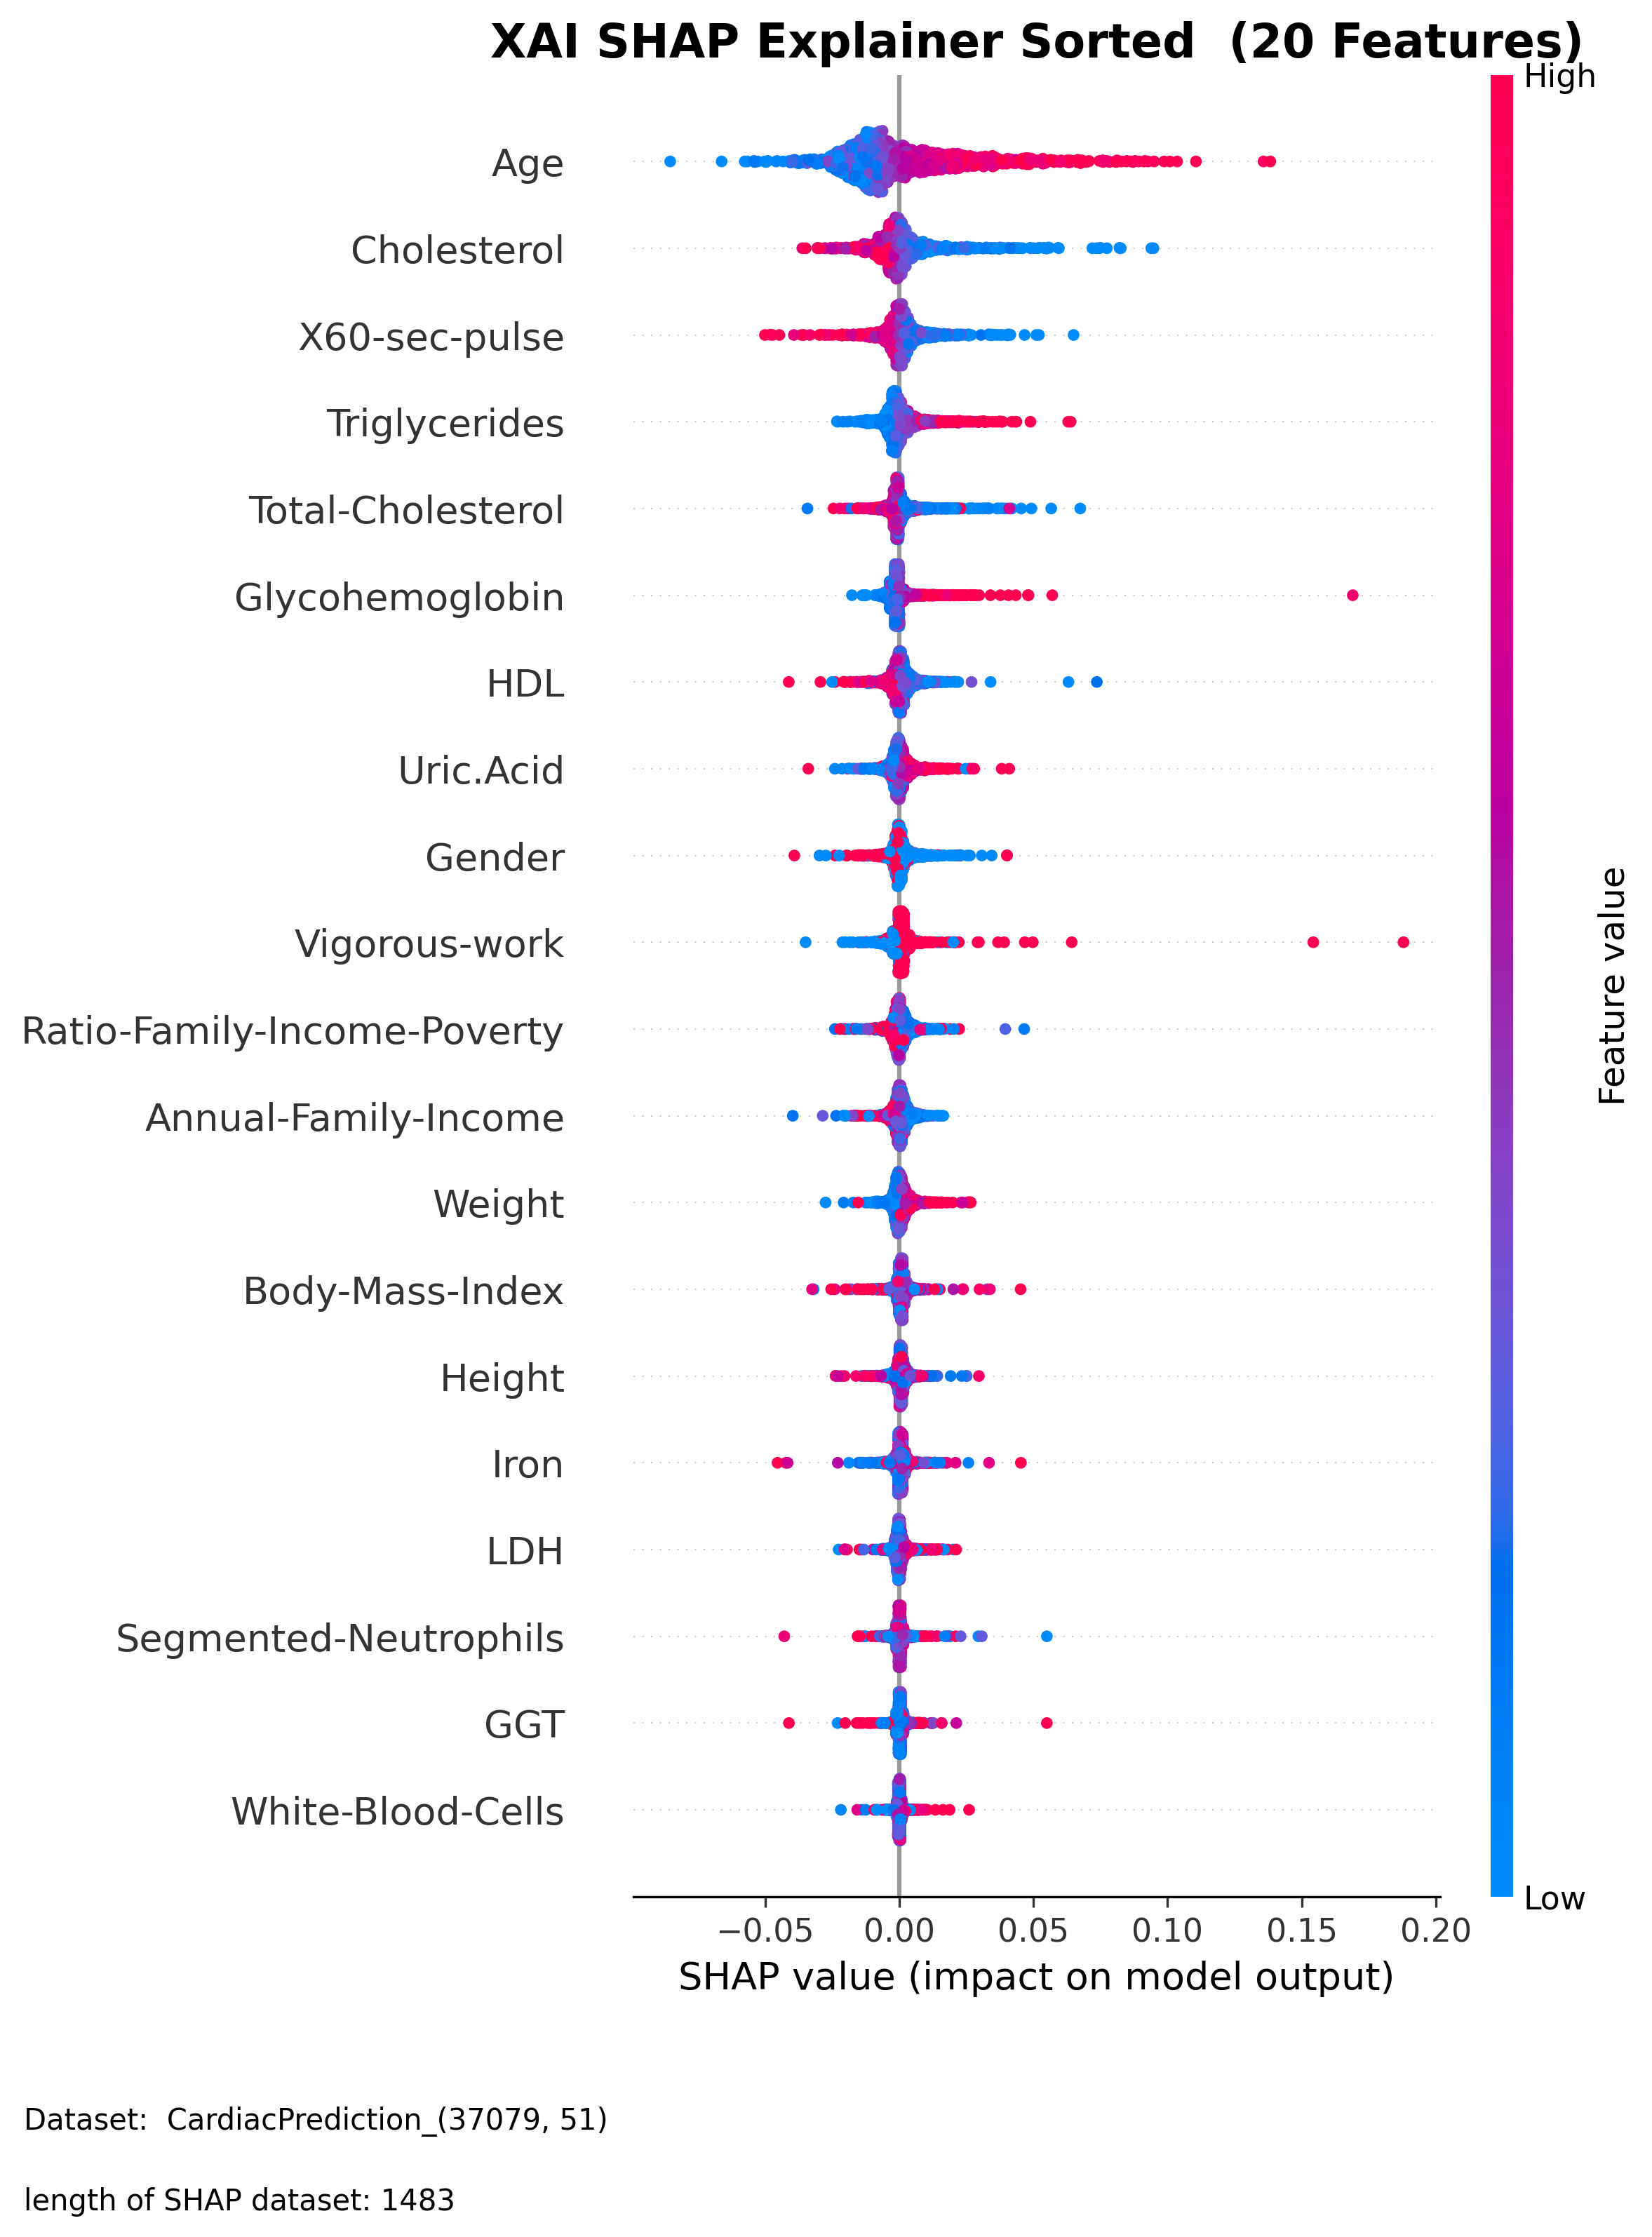 XAI SHAP Explainer Sorted  (20 Features)
High
Age
Cholesterol
X60-sec-pulse
Triglycerides
Total-Cholesterol
Glycohemoglobin
HDL
Uric.Acid
Gender
Vigorous-work
Ratio-Family-Income-Poverty
Annual-Family-Income
Weight
Body-Mass-Index
Height
Iron
LDH
Segmented-Neutrophils
GGT
White-Blood-Cells
Feature value
Low
−0.05 0.00 0.05 0.10 0.15 0.20
SHAP value (impact on model output)
Dataset:  CardiacPrediction_(37079, 51)
length of SHAP dataset: 1483